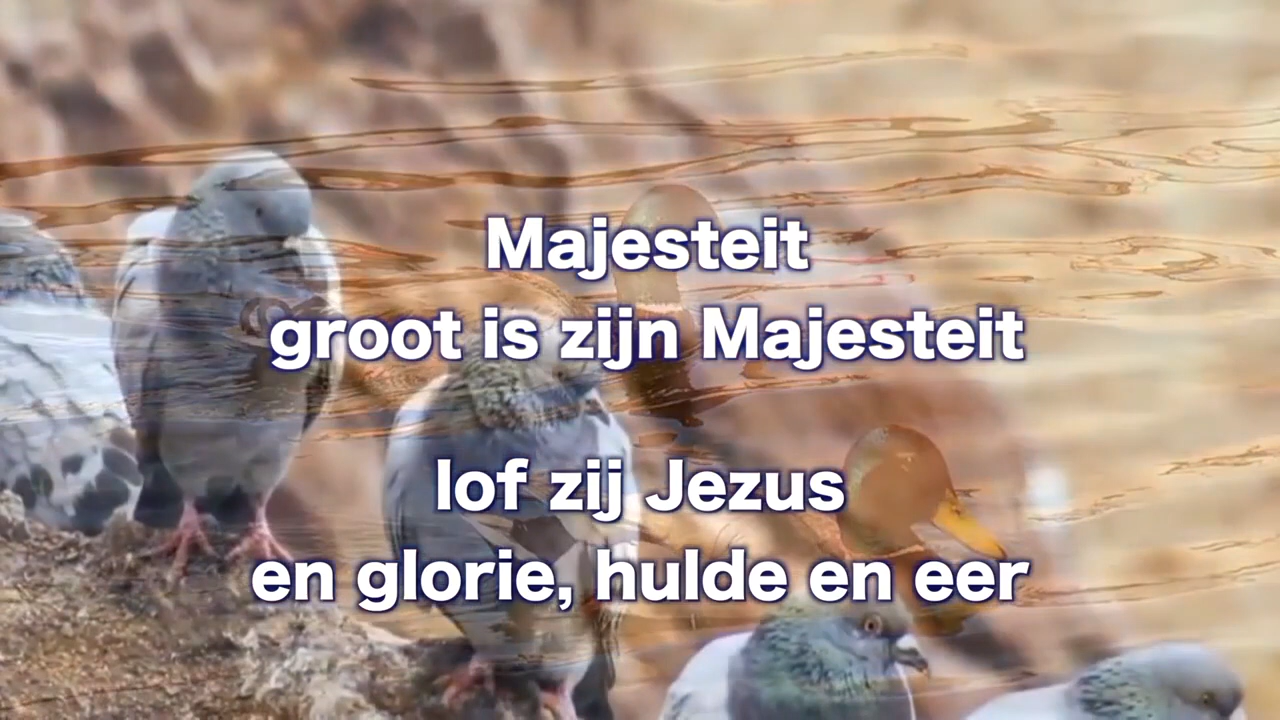 Majesteit
groot is zijn Majesteit
lof zij Jezus
en glorie, hulde en eer